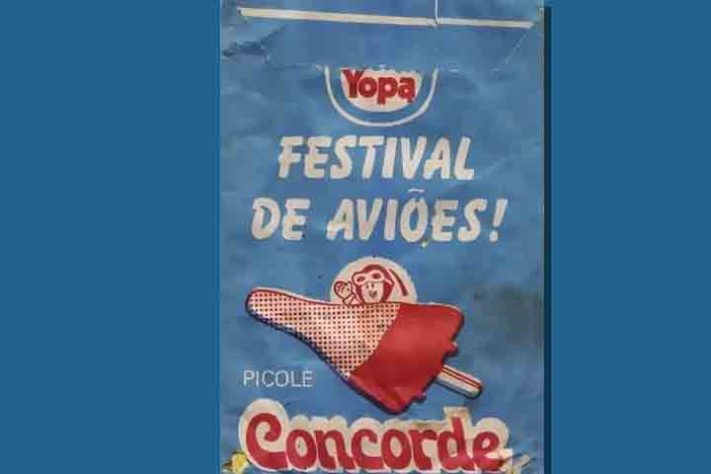 Yopa
FESTIVAL
DE AVIÕES!
PICOLE
Concorde